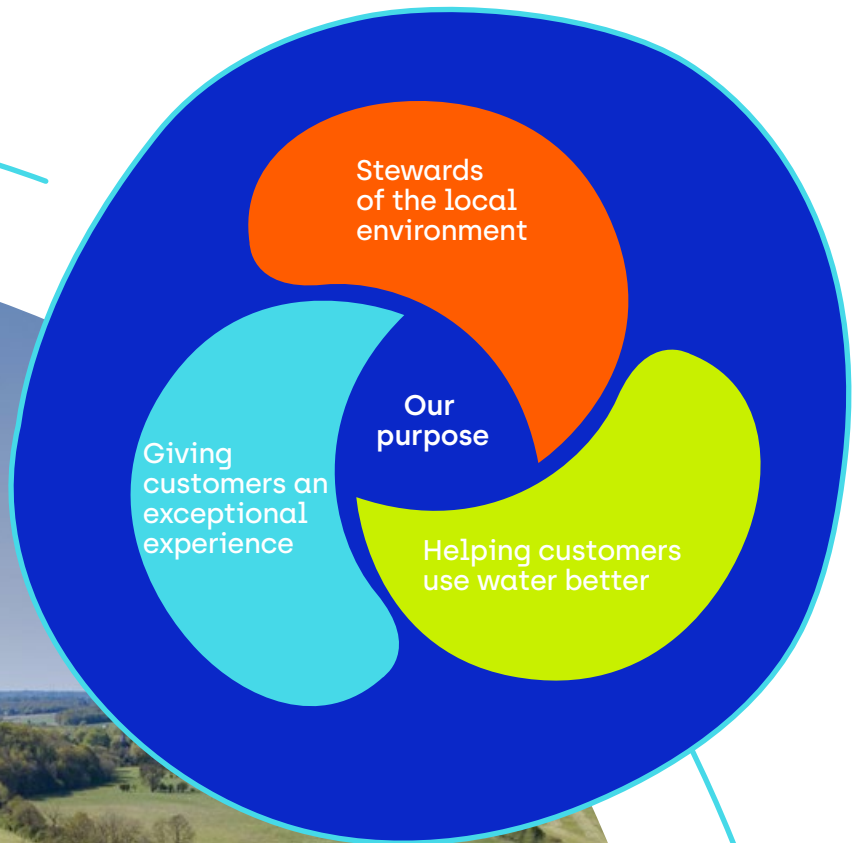 Stewards
of the local
environment
Our
purpose
Giving
customers an
exceptional
experience
Helping customers
use water better